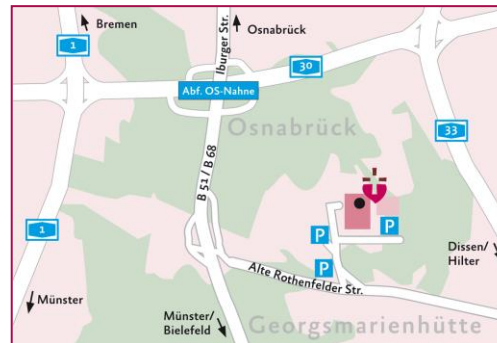 Bremen
Osnabrück
Iburger Str.
1
30
Abf. OS-Nahne
Osnabrück
33
B 51 / B 68
P
P
1
P
Dissen/
Hilter
Alte Rothenfelder Str.
Münster
Münster/
Bielefeld
Georgsmarienhütte